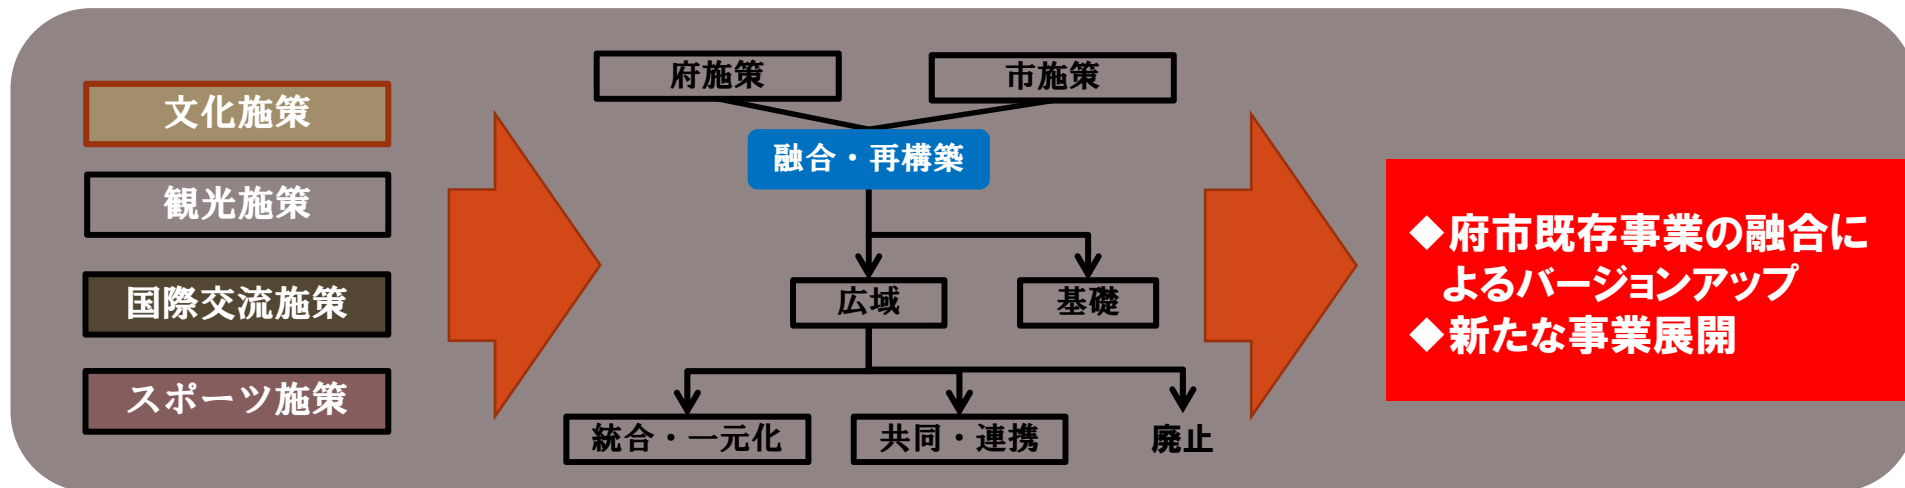 文化施策
観光施策
国際交流施策
スポーツ施策
府施策
市施策
融合・再構築
広域
基礎
統合・一元化
共同・連携
廃止
◆府市既存事業の融合に
よるバージョンアップ
◆新たな事業展開